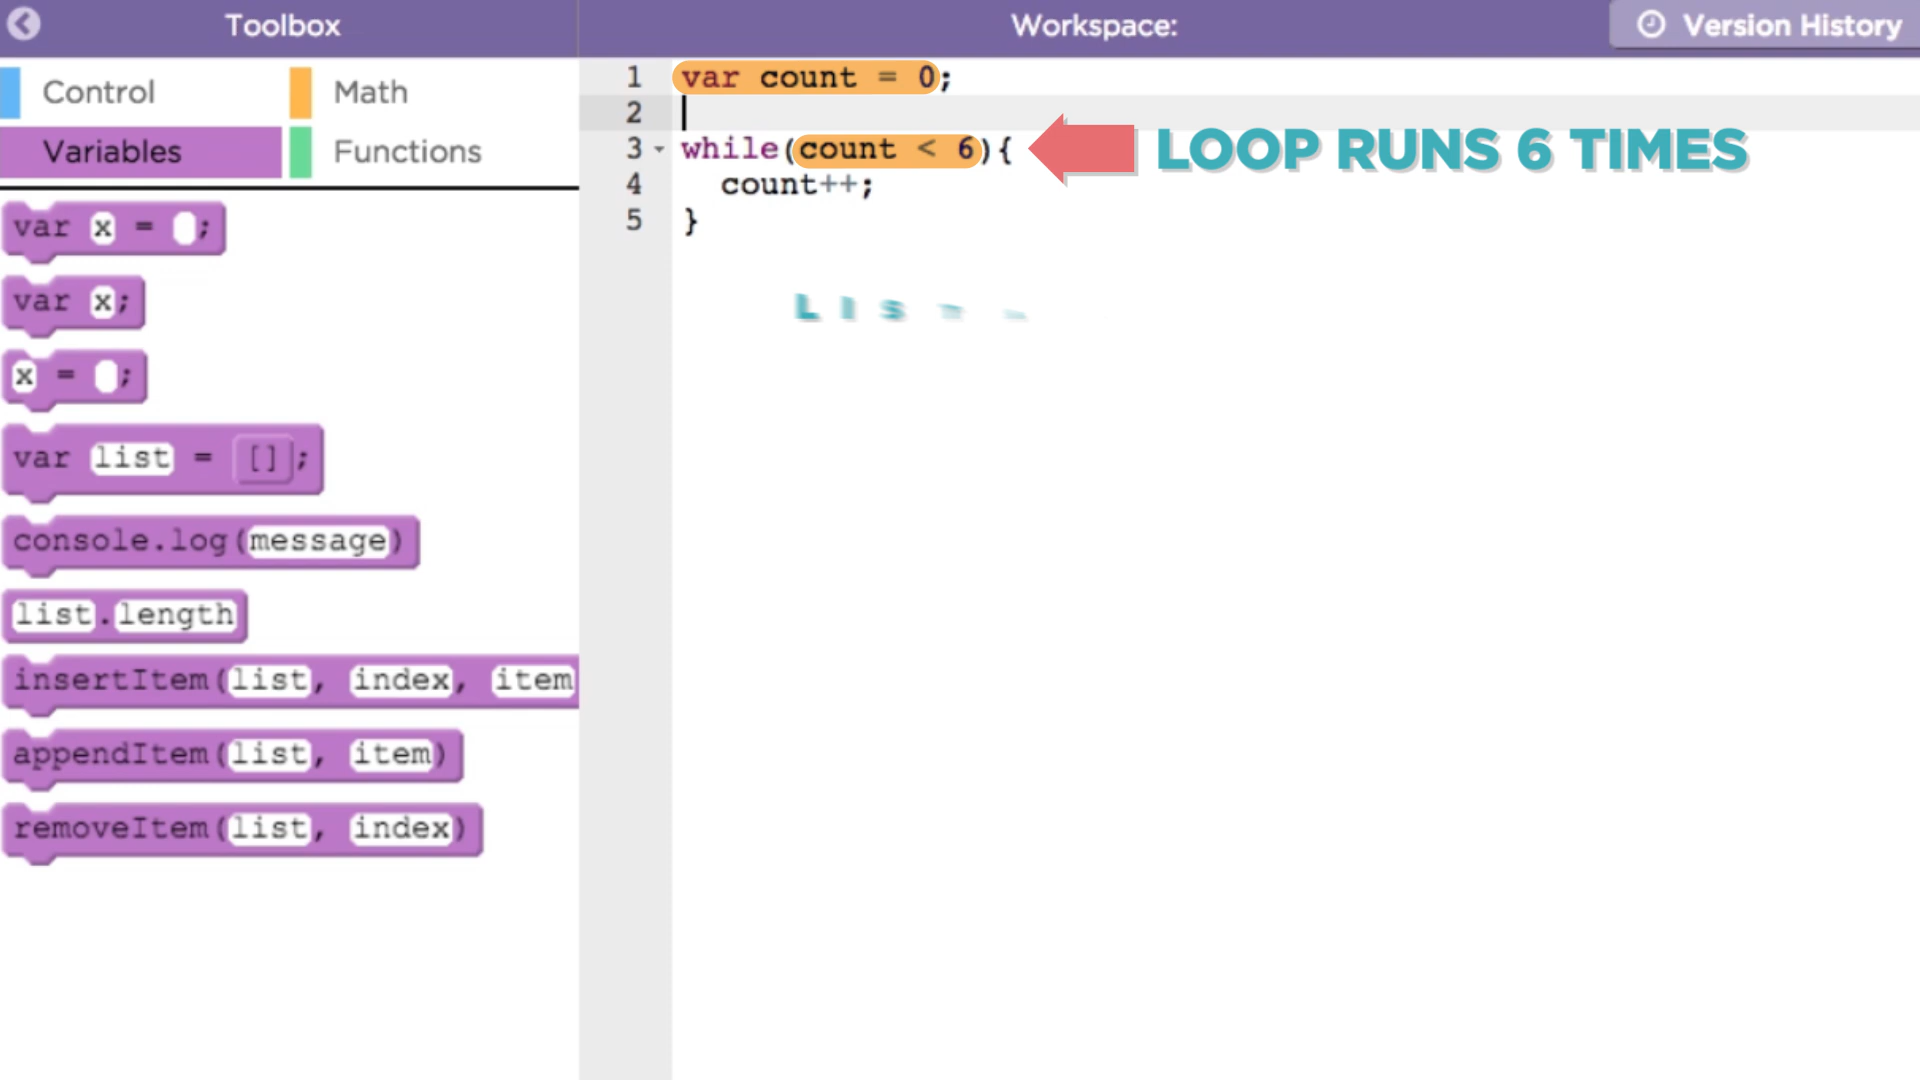 Toolbox
Workspace:
Version History
Control
Math
Variables
Functions
var x = ;
var x;
x = ;
var list = [];
console.log(message)
list.length
insertItem(list, index, item
appendItem(list, item)
removeItem(list, index)
1 var count = 0;
2
3 while(count < 6){
4 count++;
5 }
LOOP RUNS 6 TIMES